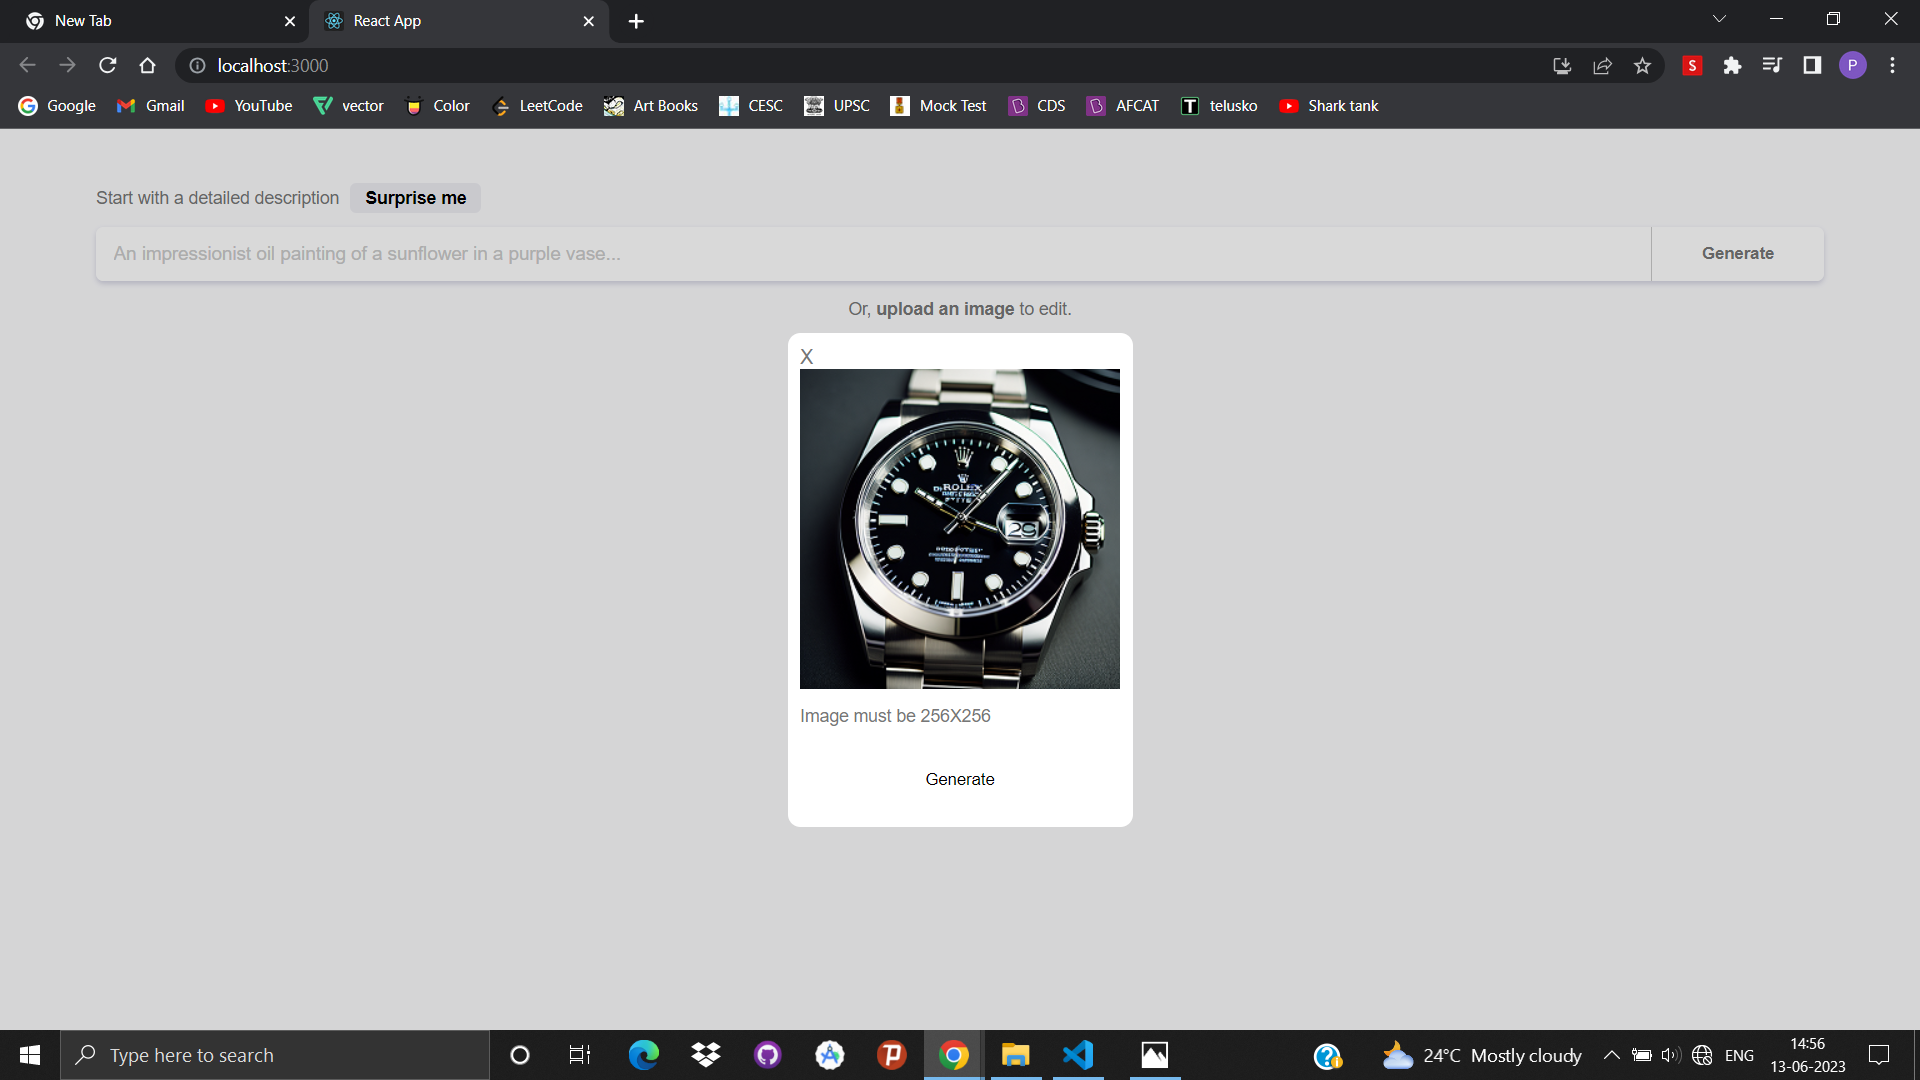 New Tab
React App
localhost:3000
S
P
Google Gmail YouTube vector Color LeetCode Art Books CESC UPSC Mock Test CDS AFCAT telusko Shark tank
Start with a detailed description Surprise me
An impressionist oil painting of a sunflower in a purple vase...
Generate
Or, upload an image to edit.
X
ROLEX
29
Image must be 256X256
Generate
Type here to search
24°C Mostly cloudy
ENG
14:56
13-06-2023